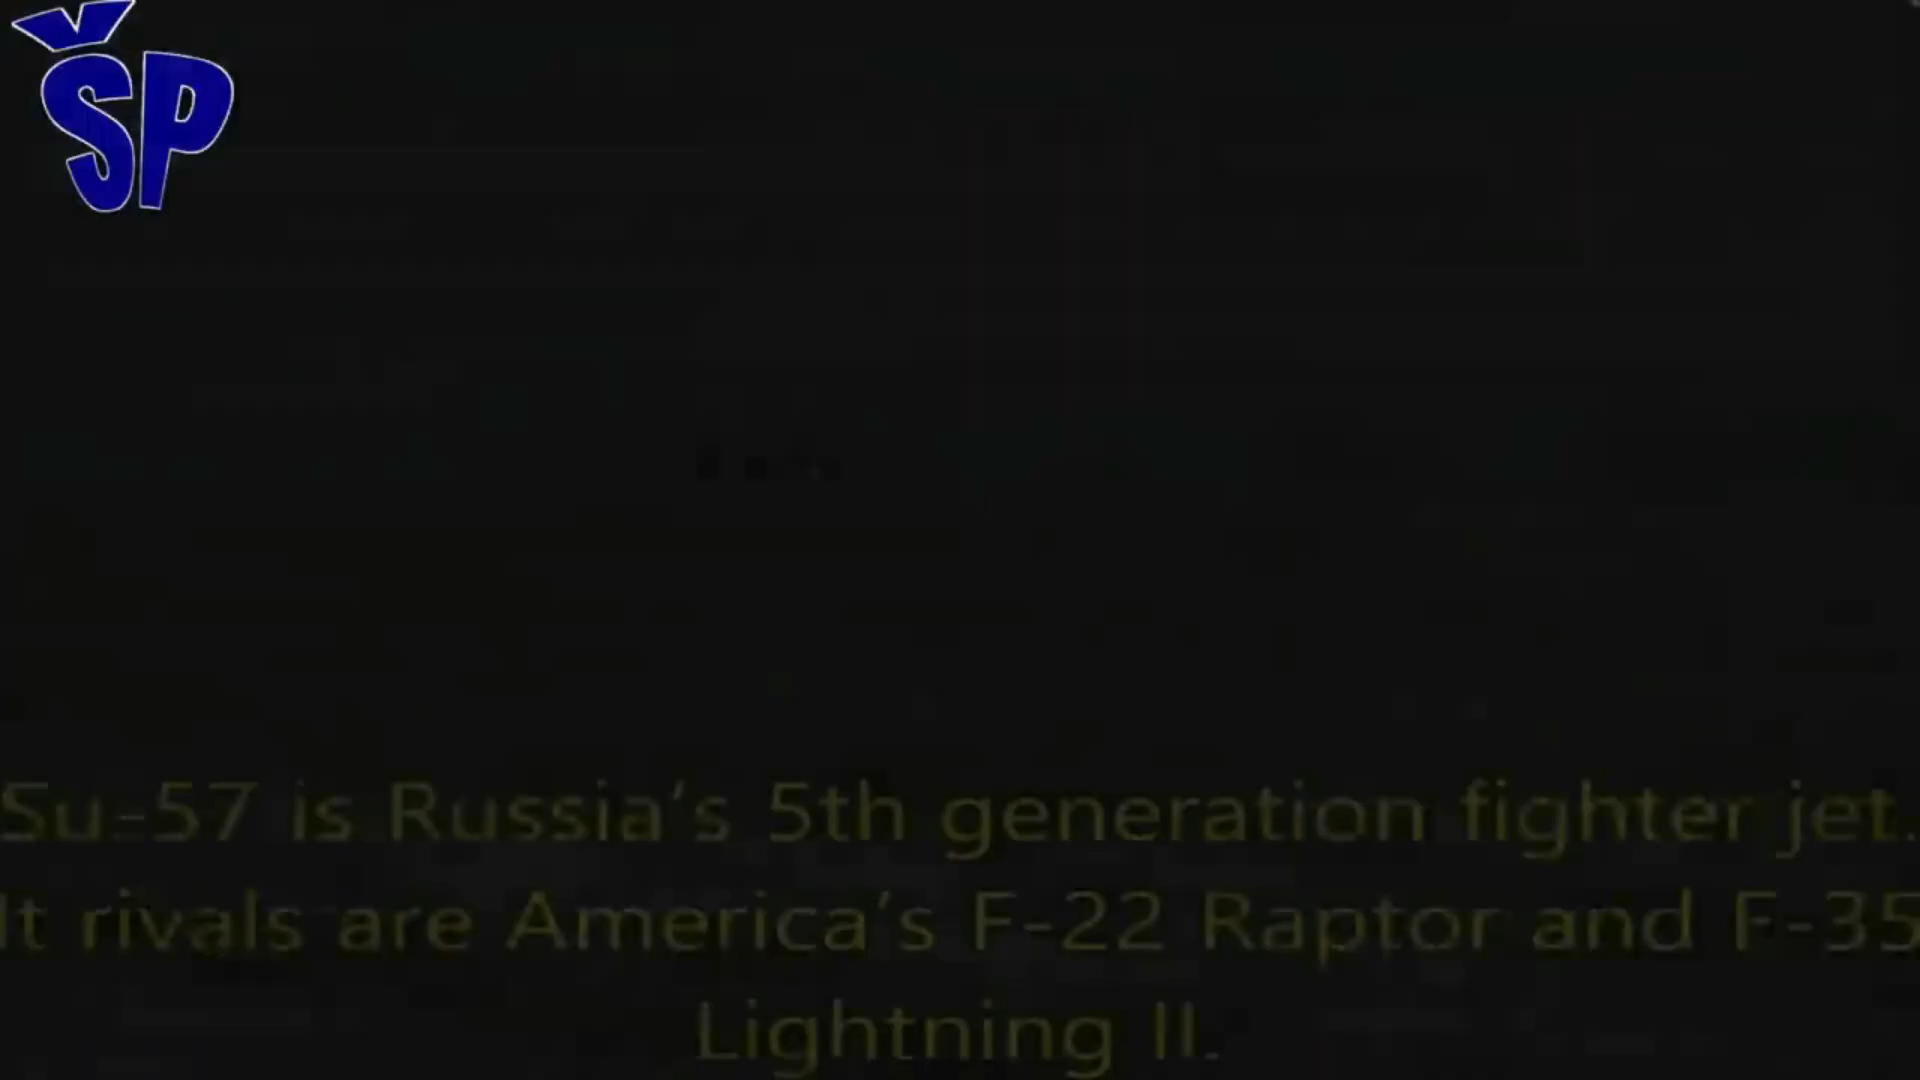 ŠP
Su-57 is Russia's 5th generation fighter jet.
It rivals are America's F-22 Raptor and F-35
Lightning II.